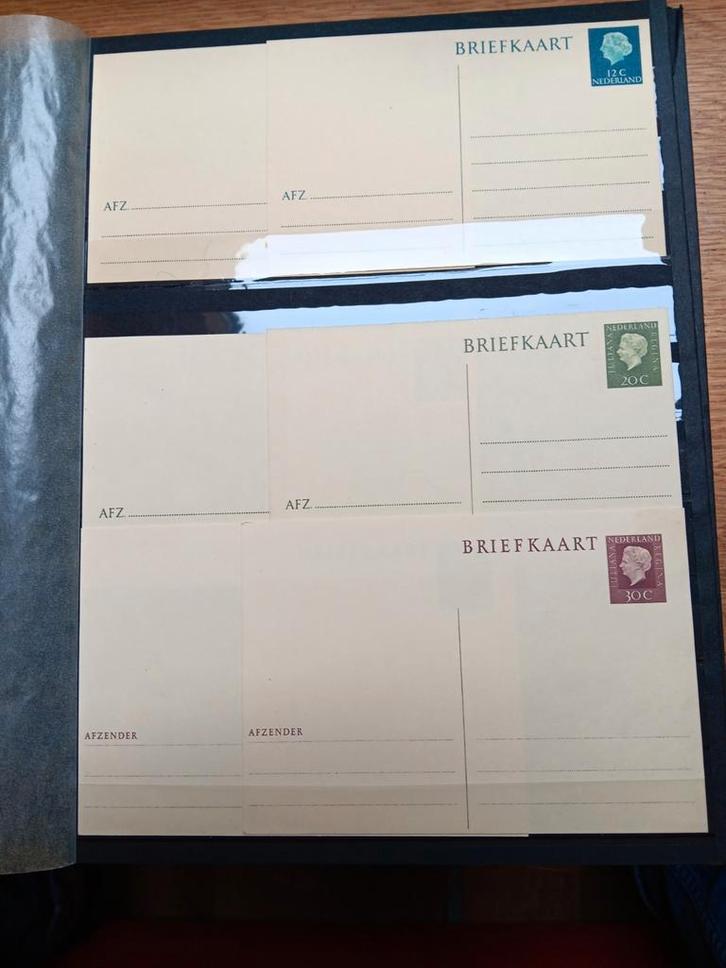 BRIEFKAART
12 C
NEDERLAND
AFZ.
AFZ.
BRIEFKAART
NEDERLAND
JULIANA
REGINA
20 C
AFZ.
AFZ.
BRIEFKAART
NEDERLAND
JULIANA
REGINA
30 C
AFZENDER
AFZENDER